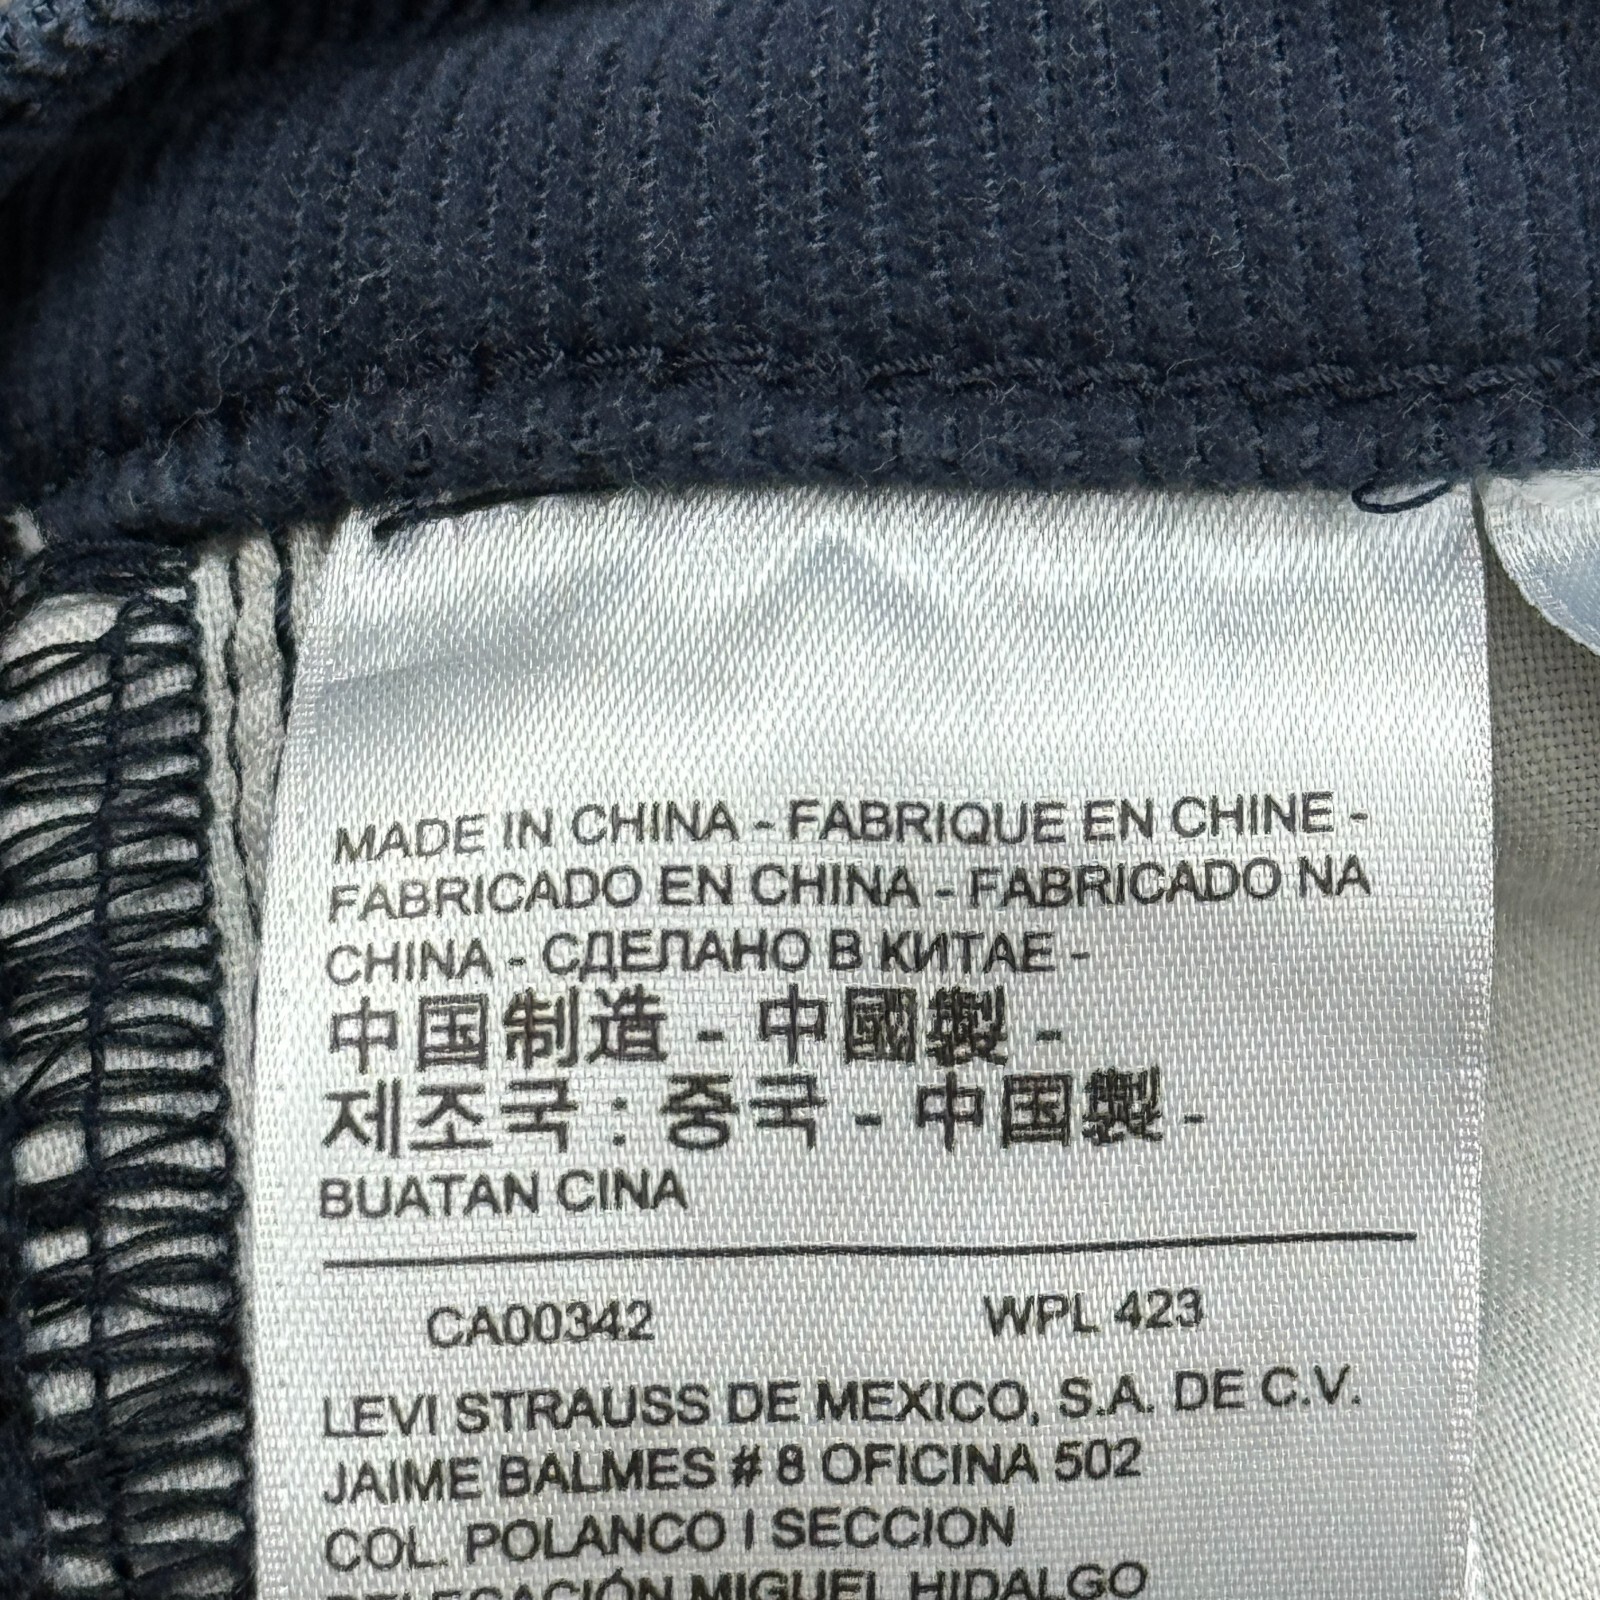 MADE IN CHINA - FABRIQUE EN CHINE -
FABRICADO EN CHINA - FABRICADO NA
CHINA - СДЕЛАНО В КИТАЕ -
中国制造 - 中國製 -
제조국 : 중국 - 中国製 -
BUATAN CINA
CA00342 WPL 423
LEVI STRAUSS DE MEXICO, S.A. DE C.V.
JAIME BALMES # 8 OFICINA 502
COL. POLANCO I SECCION
DELEGACIÓN MIGUEL HIDALGO